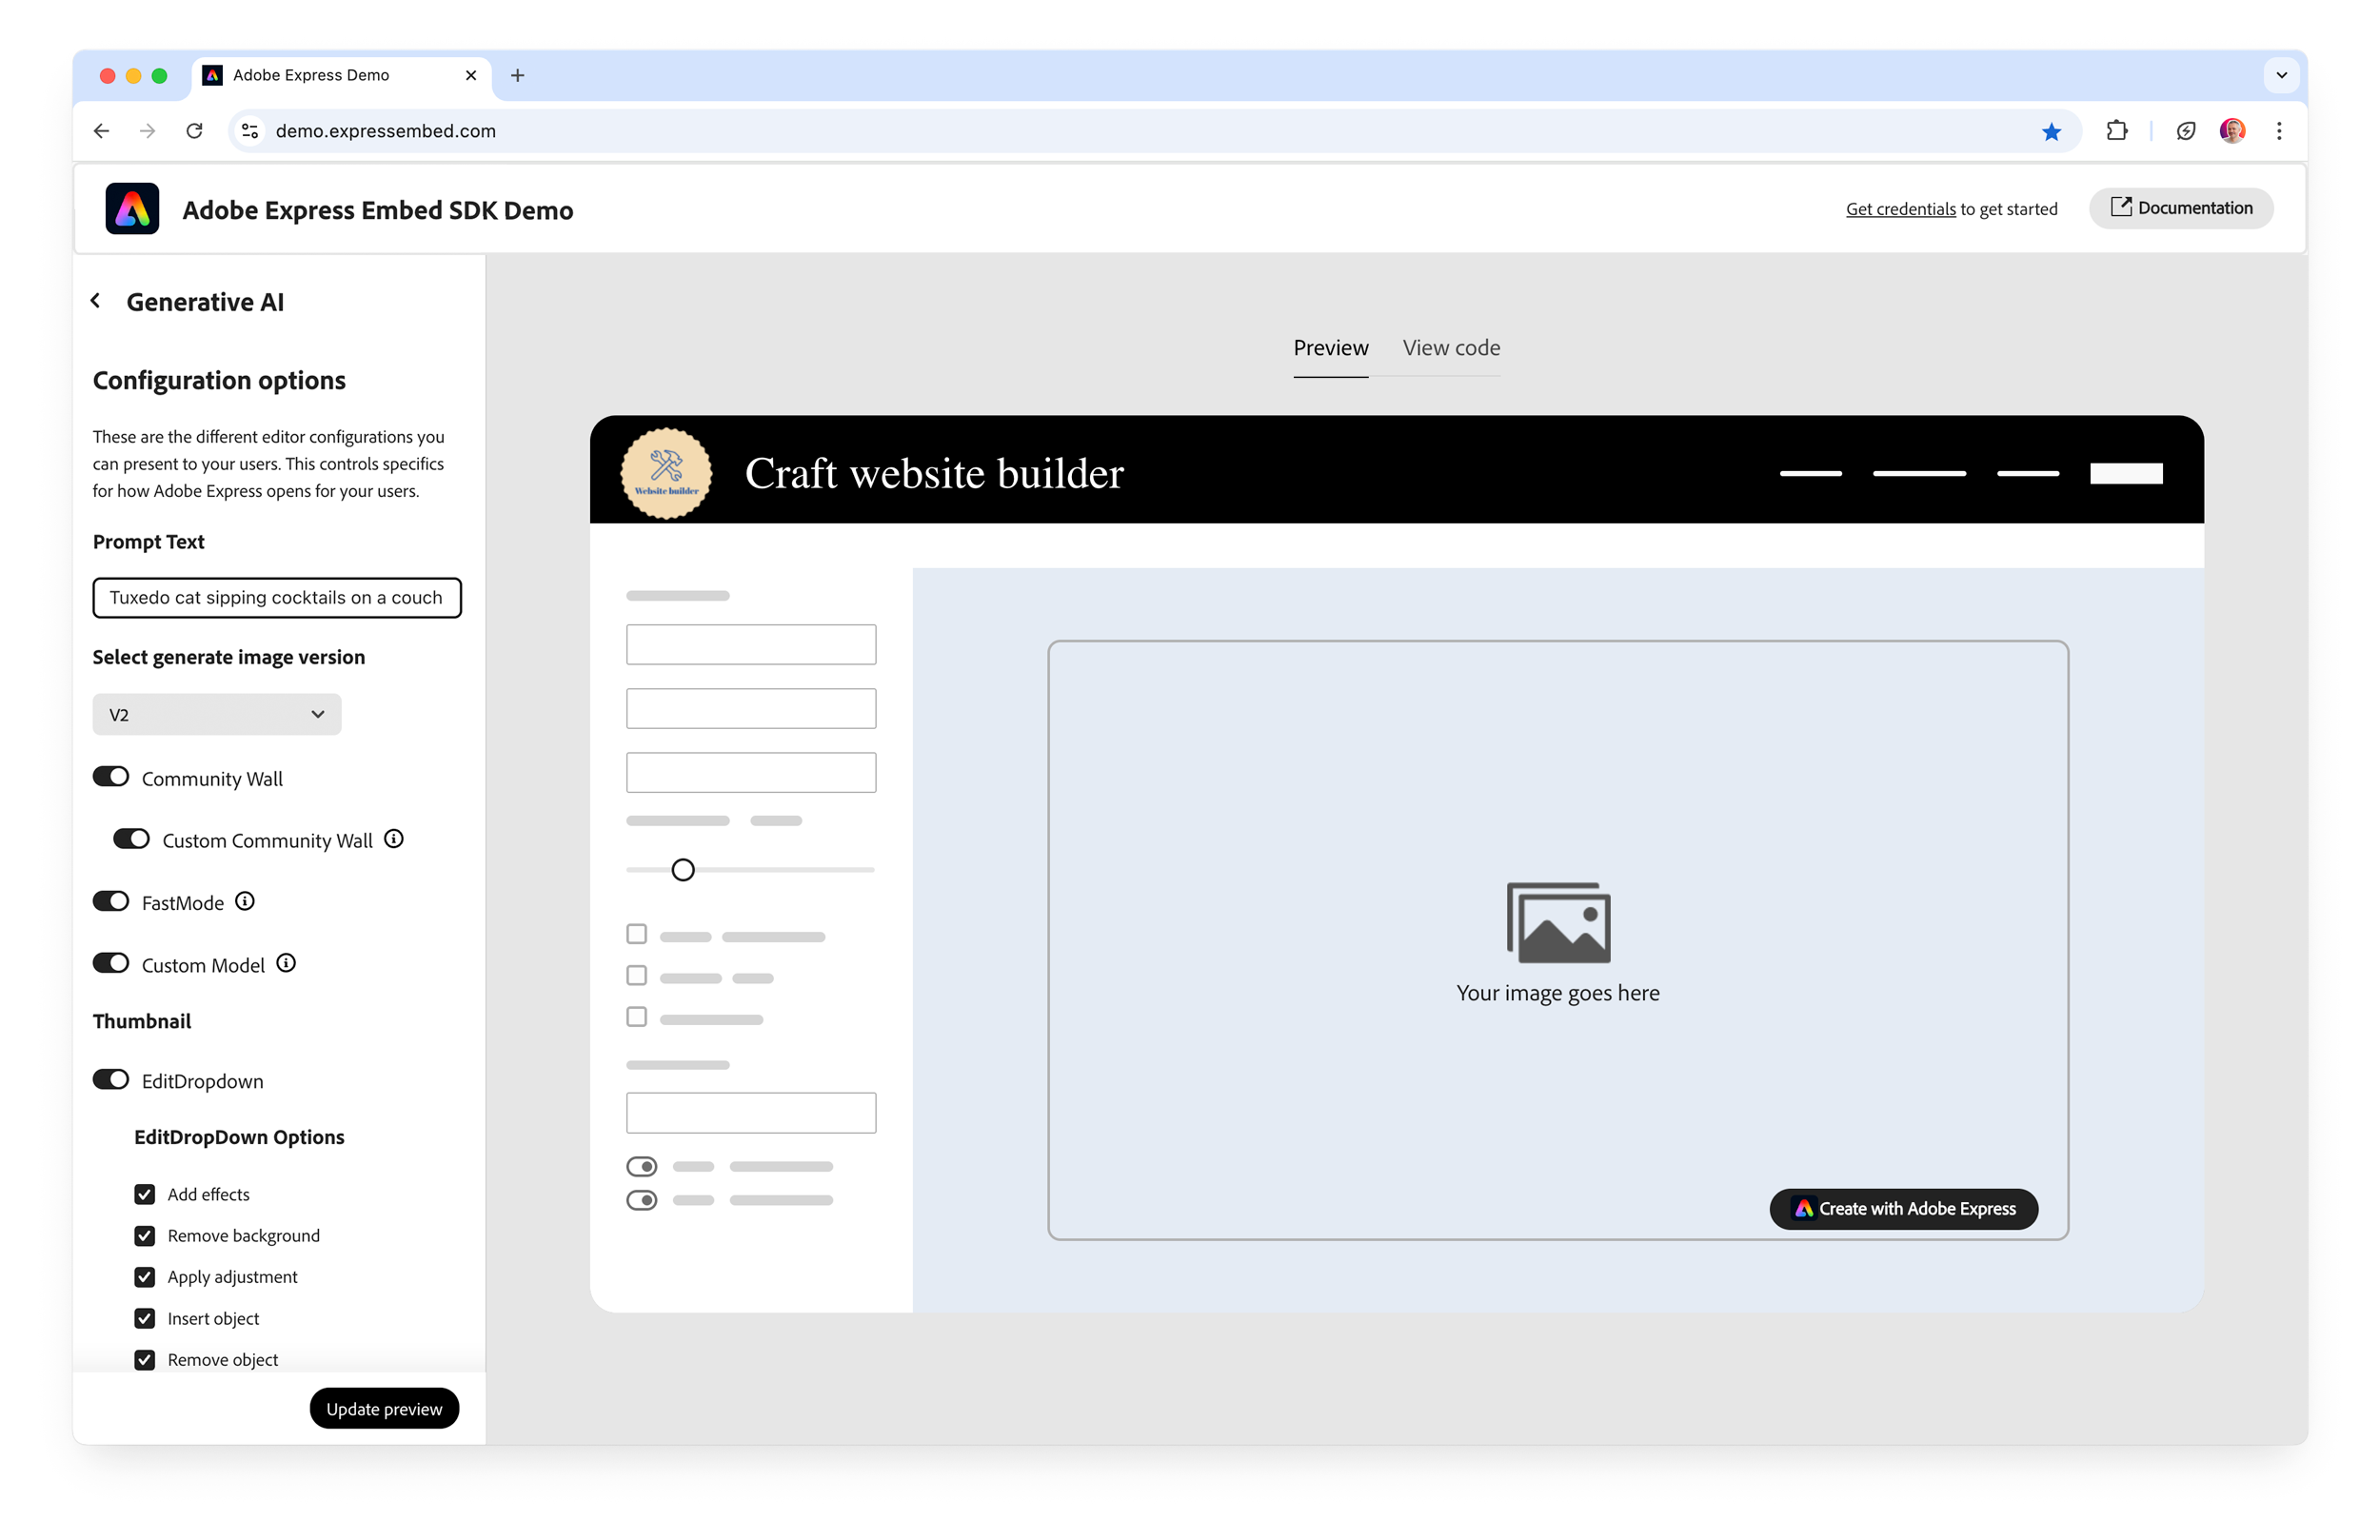 Adobe Express Demo
demo.expressembed.com
Adobe Express Embed SDK Demo
Get credentials to get started
Documentation
Generative AI
Configuration options
These are the different editor configurations you
can present to your users. This controls specifics
for how Adobe Express opens for your users.
Prompt Text
Tuxedo cat sipping cocktails on a couch
Select generate image version
V2
Community Wall
Custom Community Wall
FastMode
Custom Model
Thumbnail
EditDropdown
EditDropDown Options
Add effects
Remove background
Apply adjustment
Insert object
Remove object
Update preview
Preview
View code
Website builder
Craft website builder
Your image goes here
Create with Adobe Express